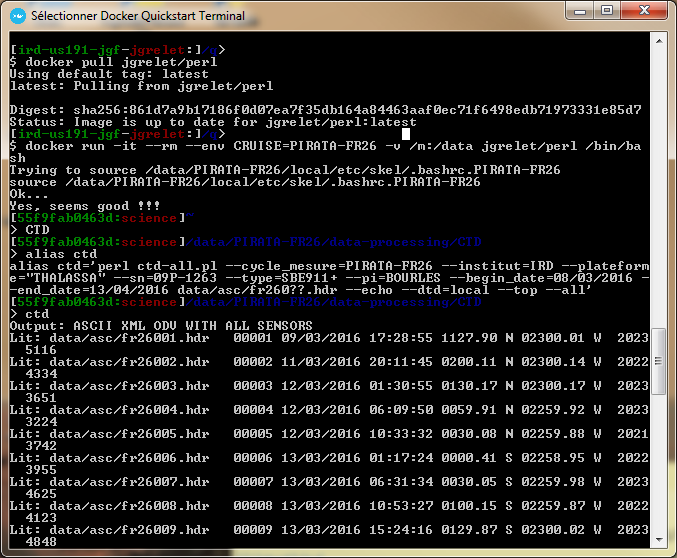 Sélectionner Docker Quickstart Terminal
[ird-us191-jgf-jgrelet:]/q>
$ docker pull jgrelet/perl
Using default tag: latest
latest: Pulling from jgrelet/perl
Digest: sha256:861d7a9b17186f0d07ea7f35db164a84463aaf0ec71f6498edb71973331e85d7
Status: Image is up to date for jgrelet/perl:latest
[ird-us191-jgf-jgrelet:]/q>
$ docker run -it --rm --env CRUISE=PIRATA-FR26 -v /m:/data jgrelet/perl /bin/ba
sh
Trying to source /data/PIRATA-FR26/local/etc/skel/.bashrc.PIRATA-FR26
source /data/PIRATA-FR26/local/etc/skel/.bashrc.PIRATA-FR26
Ok...
Yes, seems good !!!
[55f9fab0463d:science]~
> CTD
[55f9fab0463d:science]/data/PIRATA-FR26/data-processing/CTD
> alias ctd
alias ctd='perl ctd-all.pl --cycle_mesure=PIRATA-FR26 --institut=IRD --plateform
e="THALASSA" --sn=09P-1263 --type=SBE911+ --pi=BOURLES --begin_date=08/03/2016 -
-end_date=13/04/2016 data/asc/fr260??.hdr --echo --dtd=local --top --all'
[55f9fab0463d:science]/data/PIRATA-FR26/data-processing/CTD
> ctd
Output: ASCII XML ODV WITH ALL SENSORS
Lit: data/asc/fr26001.hdr   00001 09/03/2016 17:28:55 1127.90 N 02300.01 W  2023
  5116
Lit: data/asc/fr26002.hdr   00002 11/03/2016 20:11:45 0200.11 N 02300.14 W  2022
  4334
Lit: data/asc/fr26003.hdr   00003 12/03/2016 01:30:55 0130.17 N 02300.17 W  2023
  3651
Lit: data/asc/fr26004.hdr   00004 12/03/2016 06:09:50 0059.91 N 02259.92 W  2023
  3224
Lit: data/asc/fr26005.hdr   00005 12/03/2016 10:33:32 0030.08 N 02259.88 W  2021
  3742
Lit: data/asc/fr26006.hdr   00006 13/03/2016 01:17:24 0000.41 S 02258.95 W  2022
  3955
Lit: data/asc/fr26007.hdr   00007 13/03/2016 06:31:34 0030.05 S 02259.98 W  2023
  4625
Lit: data/asc/fr26008.hdr   00008 13/03/2016 10:53:27 0100.15 S 02259.87 W  2022
  4123
Lit: data/asc/fr26009.hdr   00009 13/03/2016 15:24:16 0129.87 S 02300.02 W  2023
  4848